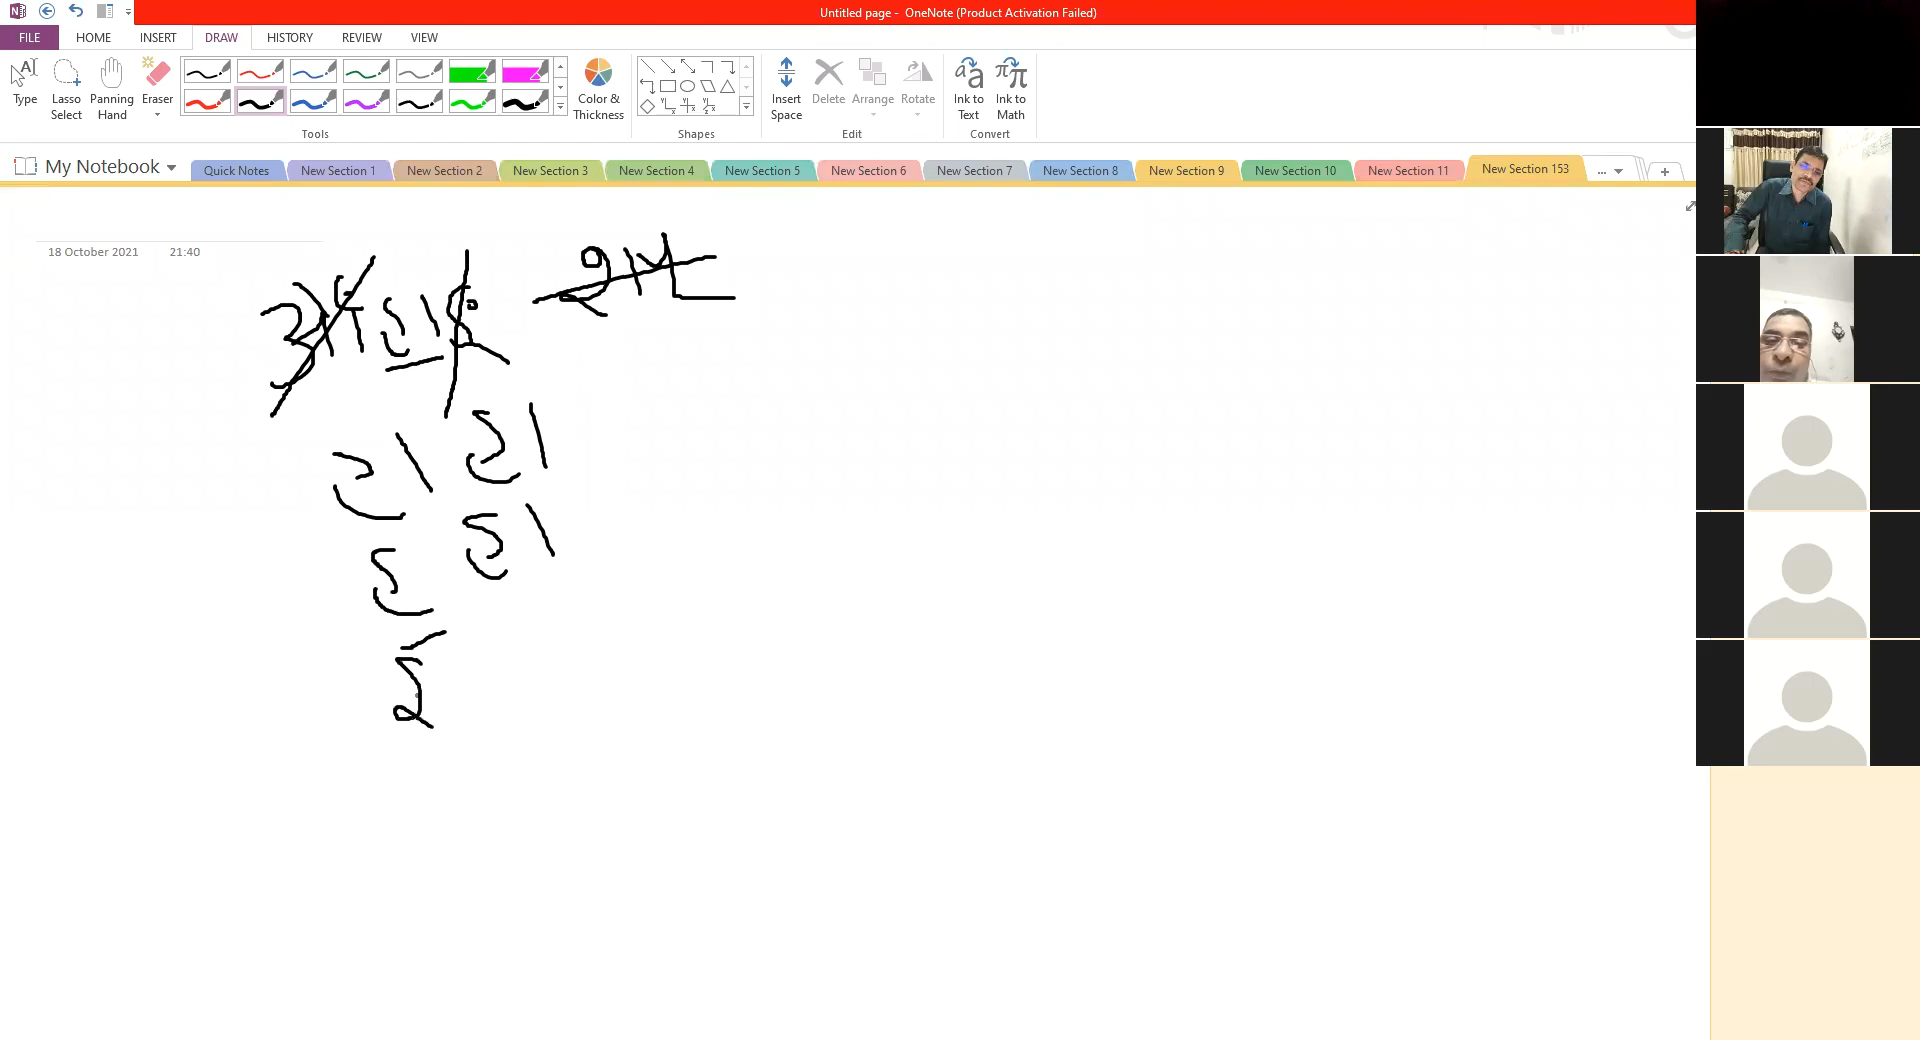 Untitled page - OneNote (Product Activation Failed)
FILE HOME INSERT DRAW HISTORY REVIEW VIEW
Type Lasso Select Panning Hand Eraser Color & Thickness Insert Space Delete Arrange Rotate Ink to Text Ink to Math
Tools Shapes Edit Convert
My Notebook Quick Notes New Section 1 New Section 2 New Section 3 New Section 4 New Section 5 New Section 6 New Section 7 New Section 8 New Section 9 New Section 10 New Section 11 New Section 153 ...
18 October 2021 21:40